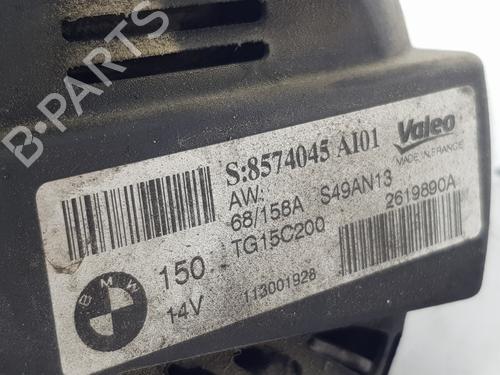 B-PARTS
S:8574045 AI01
Valeo
MADE IN FRANCE
AW:
68/158A S49AN13
150 TG15C200 2619890A
14V 113001928
BMW